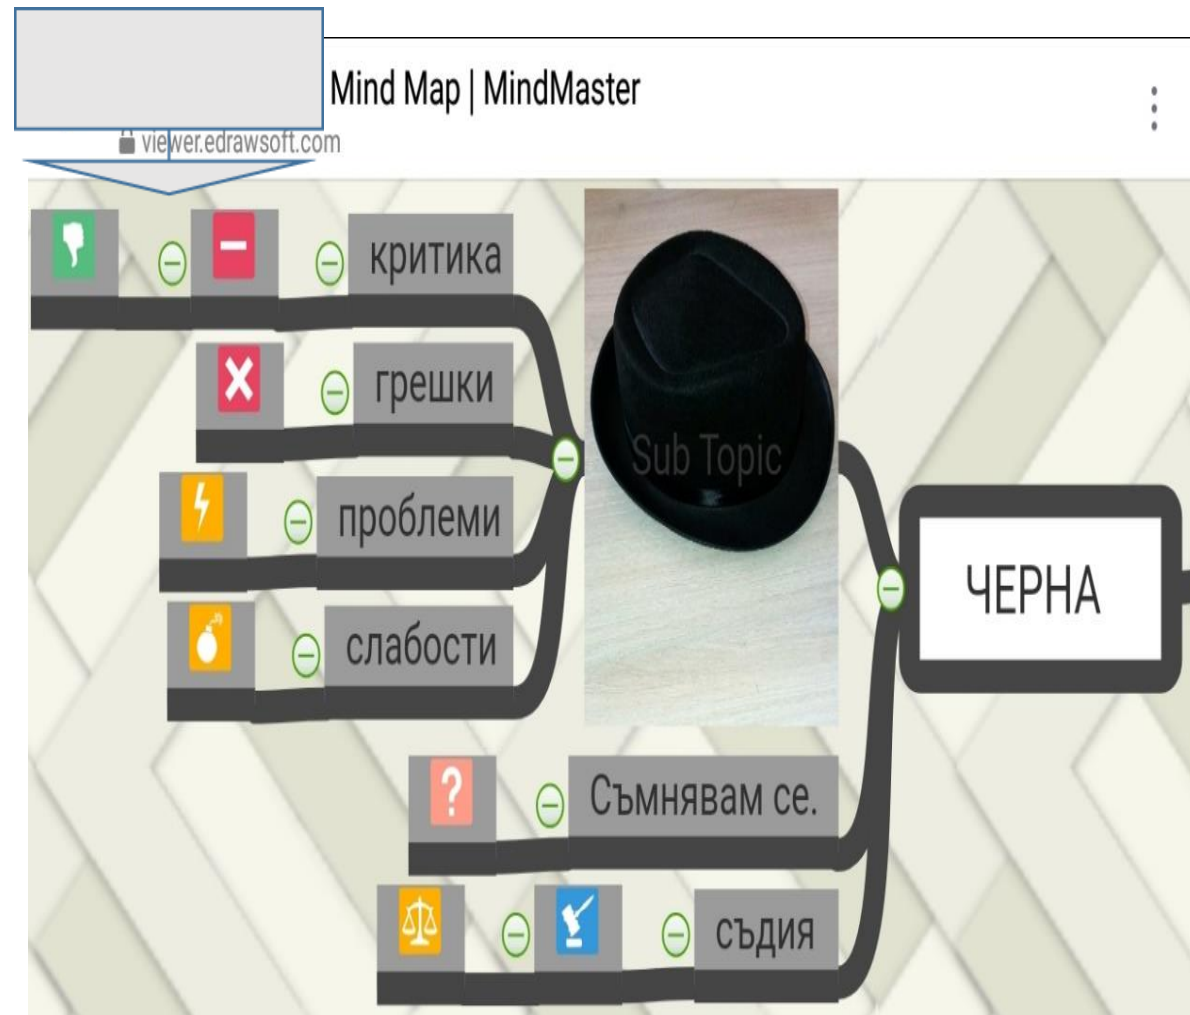 Mind Map | MindMaster
viewer.edrawsoft.com
критика
грешки
Sub Topic
проблеми
ЧЕРНА
слабости
Съмнявам се.
съдия